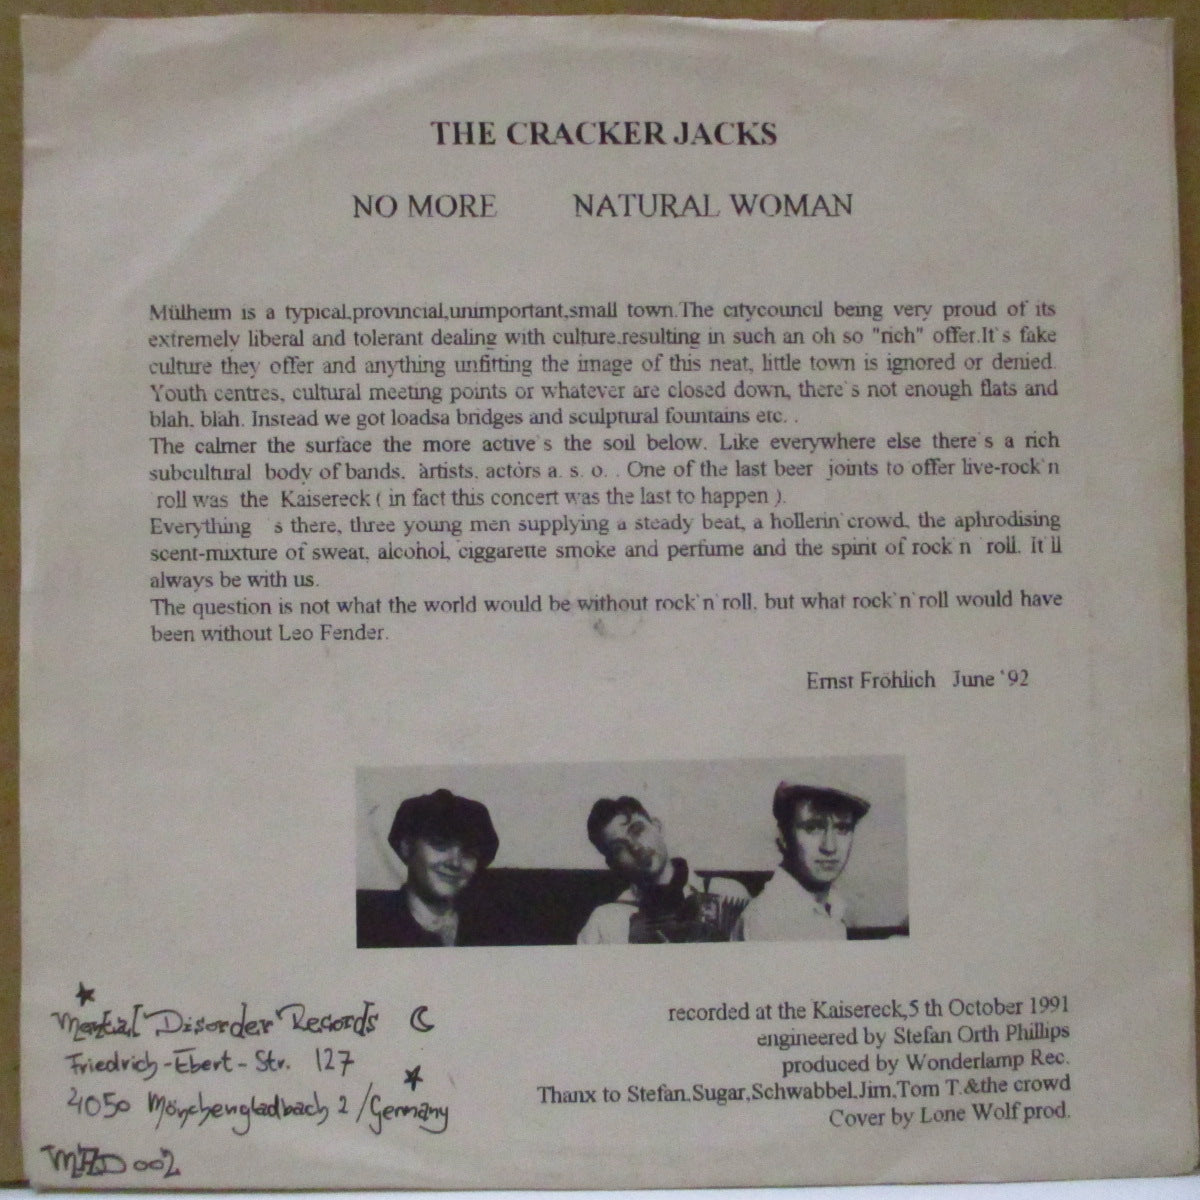 THE CRACKER JACKS
NO MORE NATURAL WOMAN
Mülheim is a typical,provincial,unimportant,small town.The citycouncil being very proud of its
extremely liberal and tolerant dealing with culture,resulting in such an oh so "rich" offer.It`s fake
culture they offer and anything unfitting the image of this neat, little town is ignored or denied.
Youth centres, cultural meeting points or whatever are closed down, there`s not enough flats and
blah, blah. Instead we got loadsa bridges and sculptural fountains etc. .
The calmer the surface the more active`s the soil below. Like everywhere else there`s a rich
subcultural body of bands, artists, actors a. s. o. . One of the last beer joints to offer live-rock`n
`roll was the Kaisereck ( in fact this concert was the last to happen ).
Everything `s there, three young men supplying a steady beat, a hollerin`crowd, the aphrodising
scent-mixture of sweat, alcohol, ciggarette smoke and perfume and the spirit of rock`n `roll. It`ll
always be with us.
The question is not what the world would be without rock`n`roll, but what rock`n`roll would have
been without Leo Fender.
Ernst Fröhlich June `92
Mental Disorder Records
Friedrich-Ebert-Str. 127
4050 Mönchengladbach 2 /Germany
MAD 002
recorded at the Kaisereck,5 th October 1991
engineered by Stefan Orth Phillips
produced by Wonderlamp Rec.
Thanx to Stefan,Sugar,Schwabbel,Jim,Tom T.&the crowd
Cover by Lone Wolf prod.